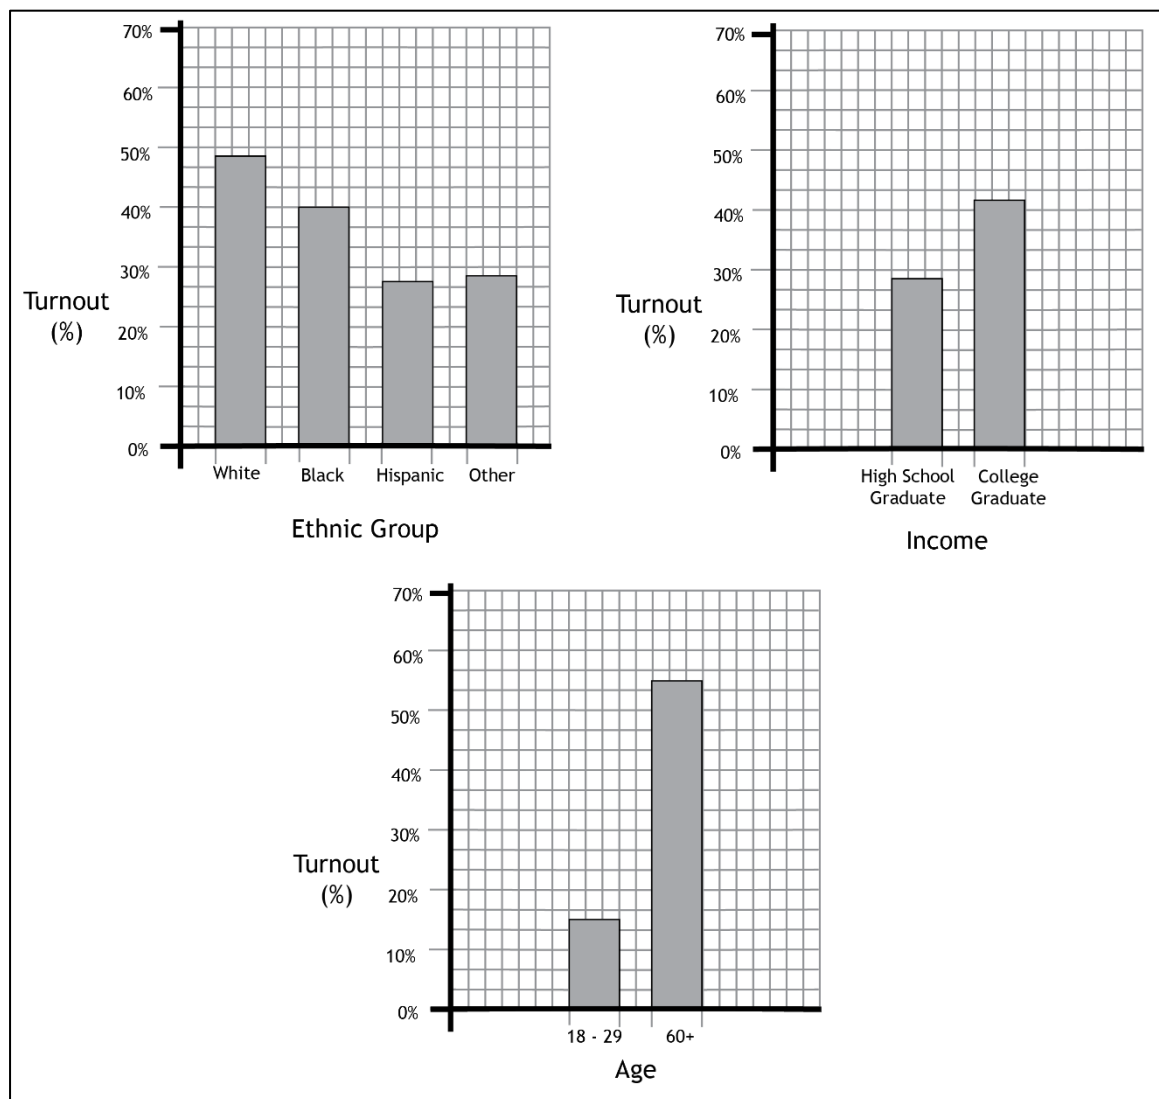 70%
60%
50%
40%
30%
20%
10%
0%
Turnout
(%)
White Black Hispanic Other
Ethnic Group
70%
60%
50%
40%
30%
20%
10%
0%
Turnout
(%)
High School
Graduate
College
Graduate
Income
70%
60%
50%
40%
30%
20%
10%
0%
Turnout
(%)
18 - 29 60+
Age